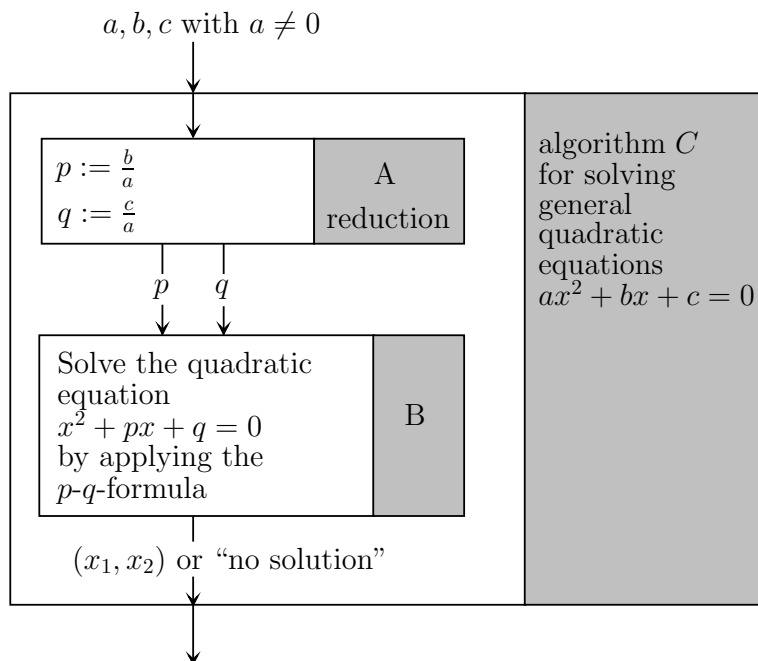 a, b, c with a ≠ 0
p := b/a
q := c/a
A
reduction
p q
Solve the quadratic
equation
x² + px + q = 0
by applying the
p-q-formula
B
(x₁, x₂) or “no solution”
algorithm C
for solving
general
quadratic
equations
ax² + bx + c = 0